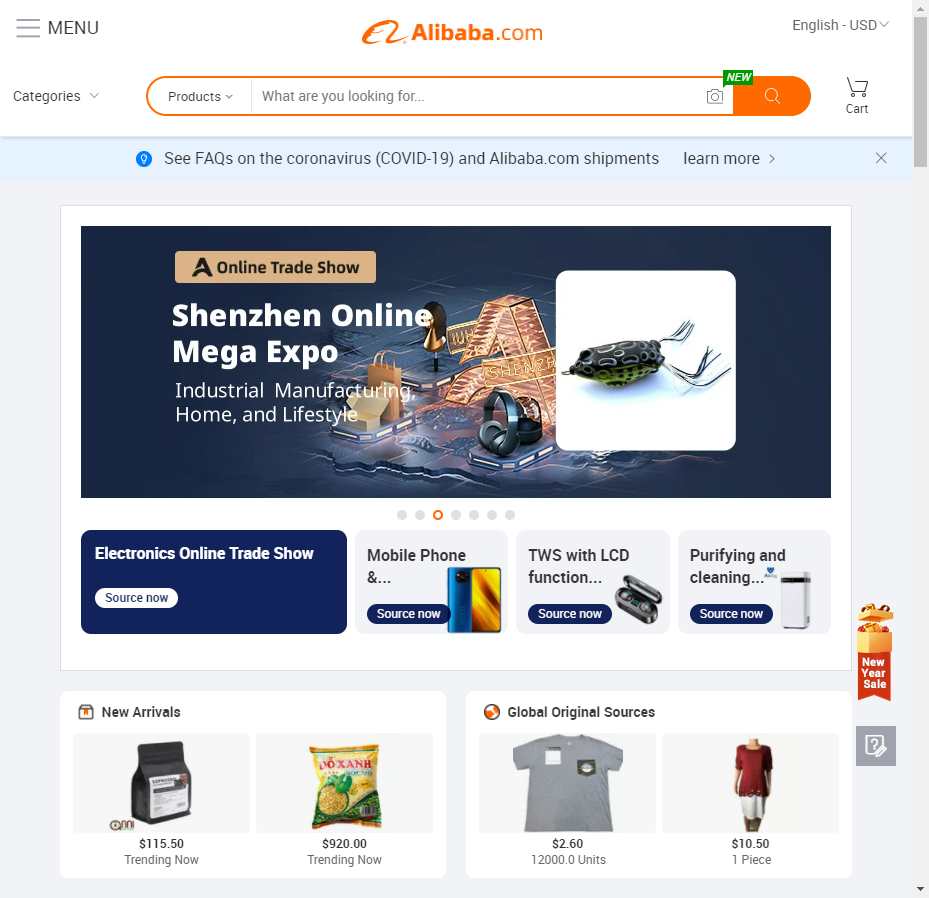 MENU
Alibaba.com
English - USD
Categories
Products
What are you looking for...
NEW
Cart
See FAQs on the coronavirus (COVID-19) and Alibaba.com shipments
learn more
Online Trade Show
Shenzhen Online
Mega Expo
Industrial Manufacturing,
Home, and Lifestyle
SHENZHEN
Electronics Online Trade Show
Source now
Mobile Phone
&...
Source now
TWS with LCD
function...
Source now
Purifying and
cleaning...
Source now
New
Year
Sale
New Arrivals
Global Original Sources
ĐỖ XANH
$115.50
Trending Now
$920.00
Trending Now
$2.60
12000.0 Units
$10.50
1 Piece